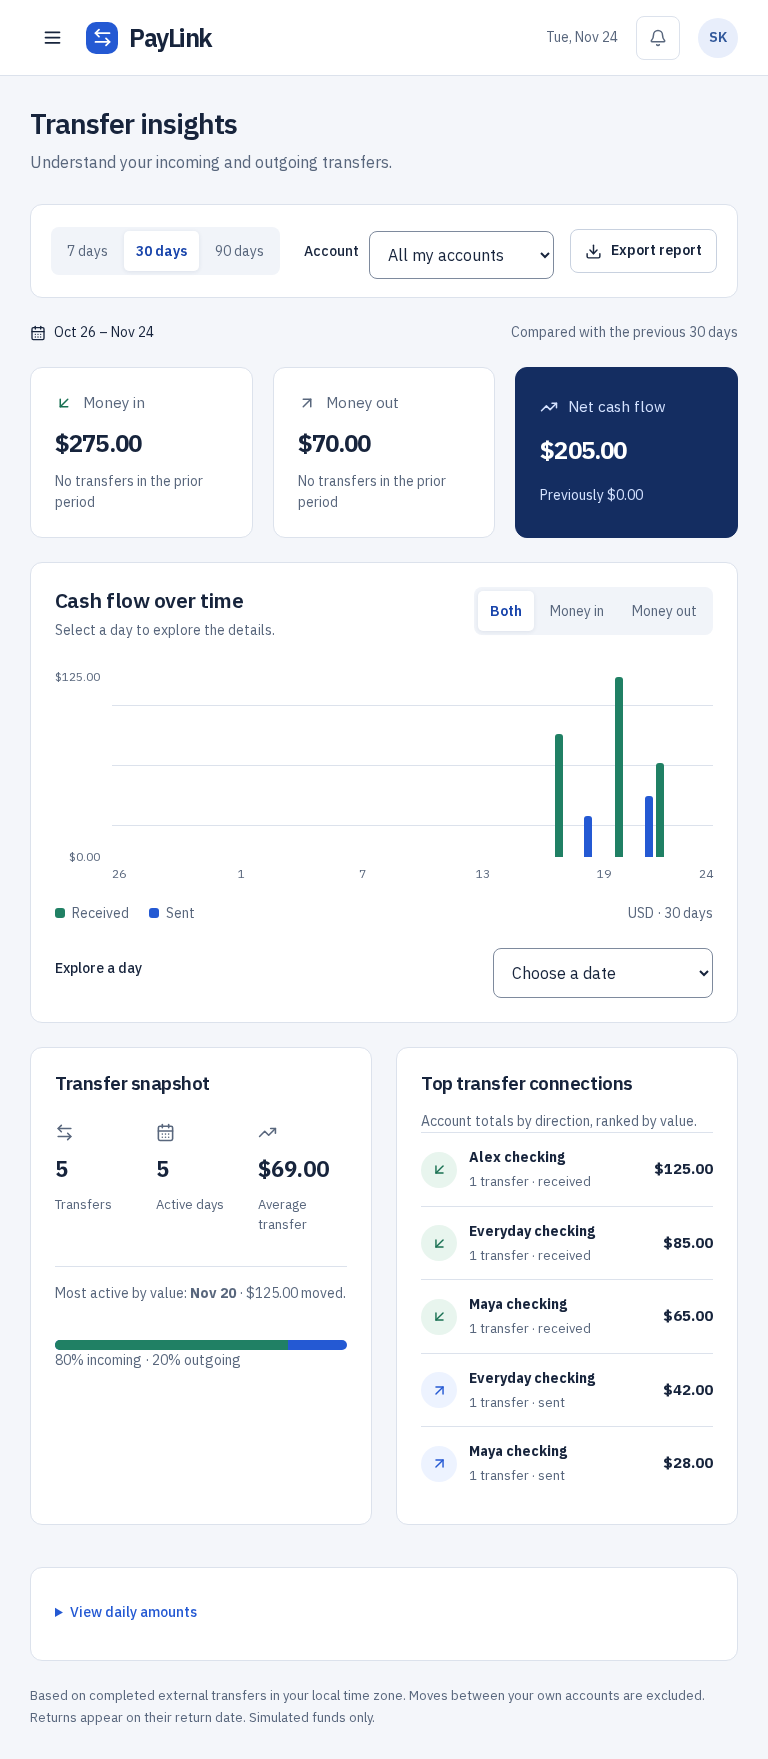 PayLink
Tue, Nov 24
SK
Transfer insights
Understand your incoming and outgoing transfers.
7 days
30 days
90 days
Account
All my accounts
Export report
Oct 26 – Nov 24
Compared with the previous 30 days
Money in
$275.00
No transfers in the prior
period
Money out
$70.00
No transfers in the prior
period
Net cash flow
$205.00
Previously $0.00
Cash flow over time
Select a day to explore the details.
Both
Money in
Money out
$125.00
$0.00
26
1
7
13
19
24
Received
Sent
USD · 30 days
Explore a day
Choose a date
Transfer snapshot
5
Transfers
5
Active days
$69.00
Average
transfer
Most active by value: Nov 20 · $125.00 moved.
80% incoming · 20% outgoing
Top transfer connections
Account totals by direction, ranked by value.
Alex checking
1 transfer · received
$125.00
Everyday checking
1 transfer · received
$85.00
Maya checking
1 transfer · received
$65.00
Everyday checking
1 transfer · sent
$42.00
Maya checking
1 transfer · sent
$28.00
View daily amounts
Based on completed external transfers in your local time zone. Moves between your own accounts are excluded.
Returns appear on their return date. Simulated funds only.